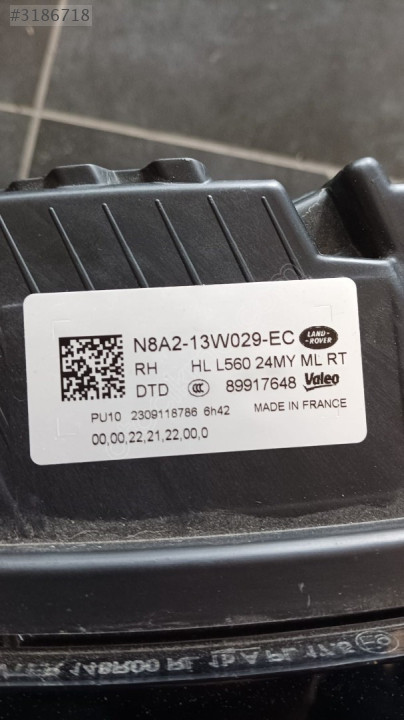 #3186718
N8A2-13W029-EC LAND-ROVER
RH HL L560 24MY ML RT
DTD CCC 89917648 Valeo
PU10 2309118786 6h42 MADE IN FRANCE
00,00,22,21,22,00,0